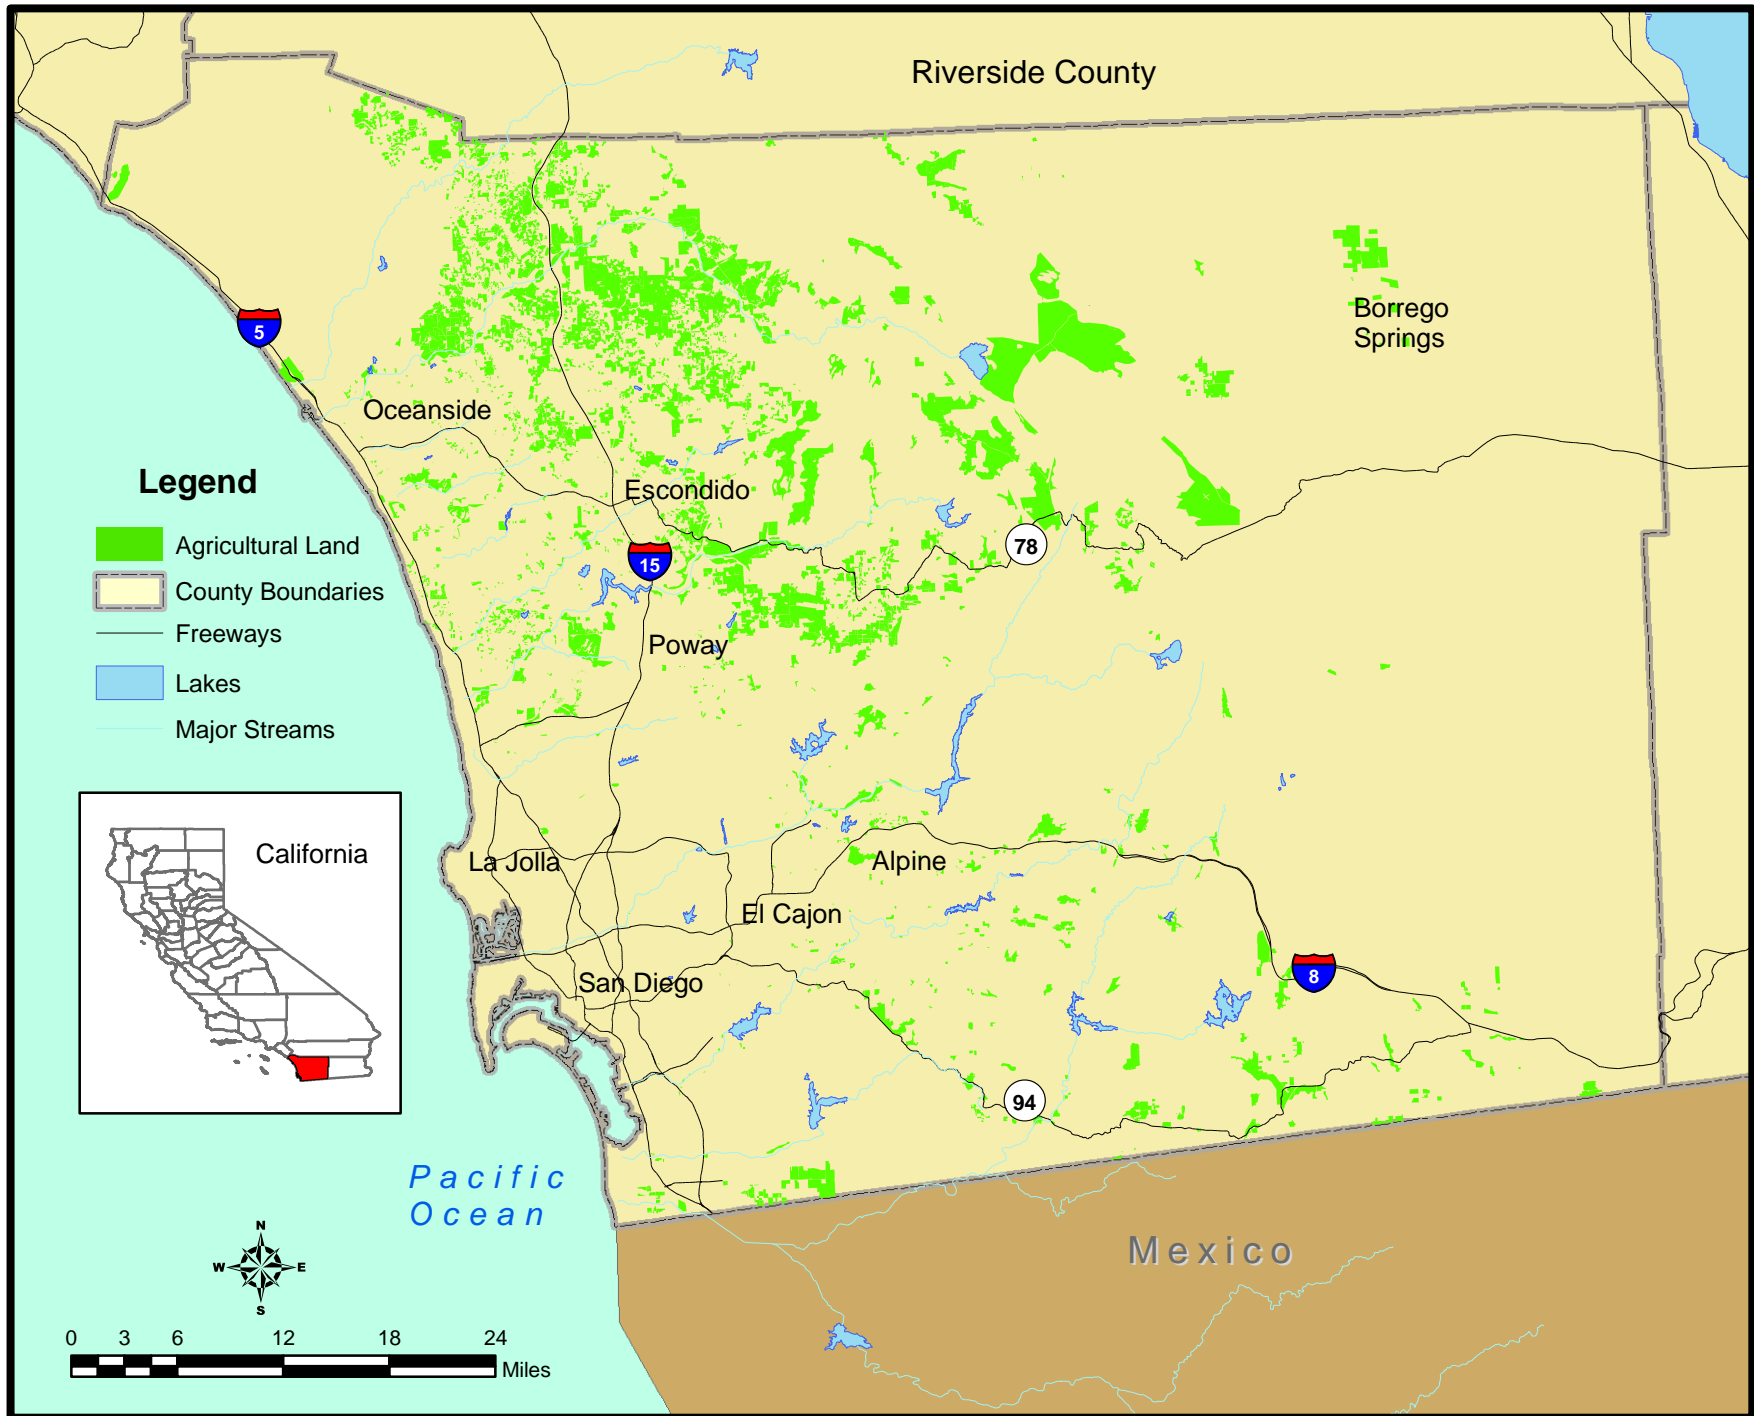 Riverside County
Borrego
Springs
5
Oceanside
Legend
Escondido
Agricultural Land
78
15
County Boundaries
Freeways
Poway
Lakes
Major Streams
California
La Jolla
Alpine
El Cajon
San Diego
8
94
Pacific
Ocean
Mexico
N
W
E
S
0 3 6 12 18 24
Miles